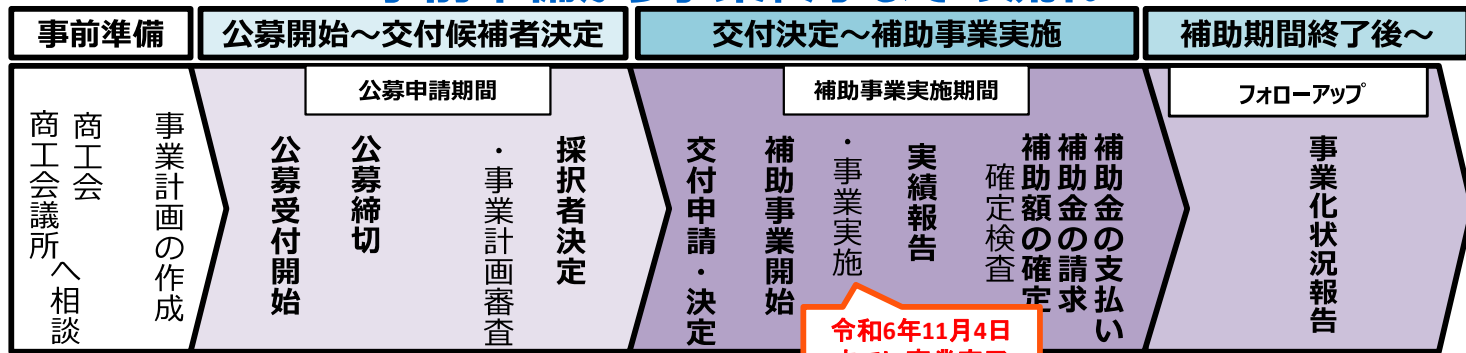 事前準備
公募開始～交付候補者決定
交付決定～補助事業実施
補助期間終了後～
公募申請期間
補助事業実施期間
フォローアップ
商工会
商工会議所へ相談
事業計画の作成
公募受付開始
公募締切
・事業計画審査
採択者決定
交付申請・決定
補助事業開始
・事業実施
実績報告
確定検査
補助額の確定
補助金の請求
補助金の支払い
事業化状況報告
令和6年11月4日